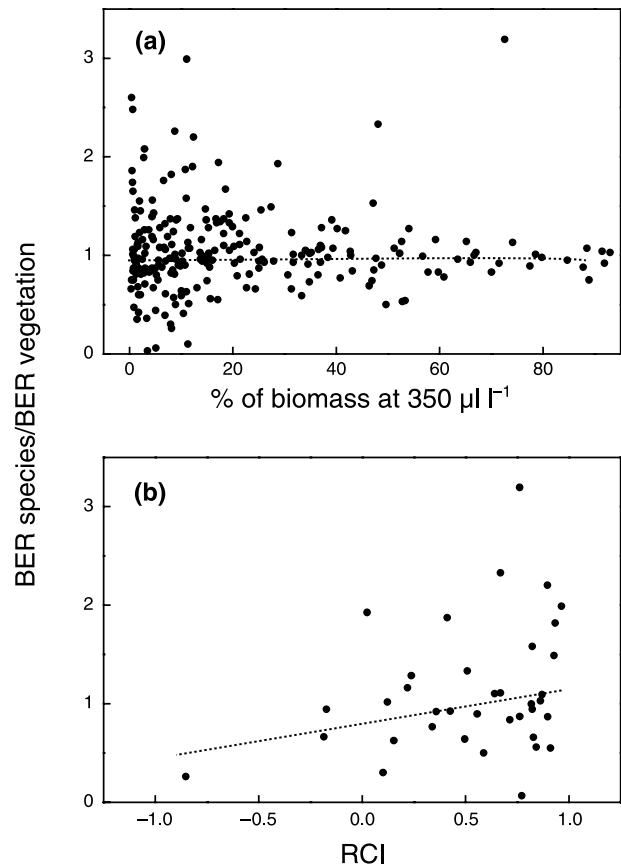 (a)
3
2
1
0
0 20 40 60 80
% of biomass at 350 µl l⁻¹
BER species/BER vegetation
(b)
3
2
1
0
–1.0 –0.5 0.0 0.5 1.0
RCI